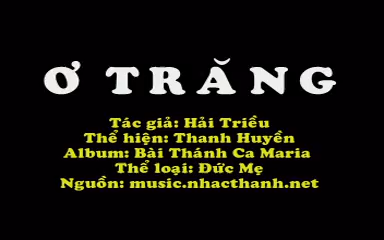 Ơ TRĂNG
Tác giả: Hải Triều
Thể hiện: Thanh Huyền
Album: Bài Thánh Ca Maria
Thể loại: Đức Mẹ
Nguồn: music.nhacthanh.net